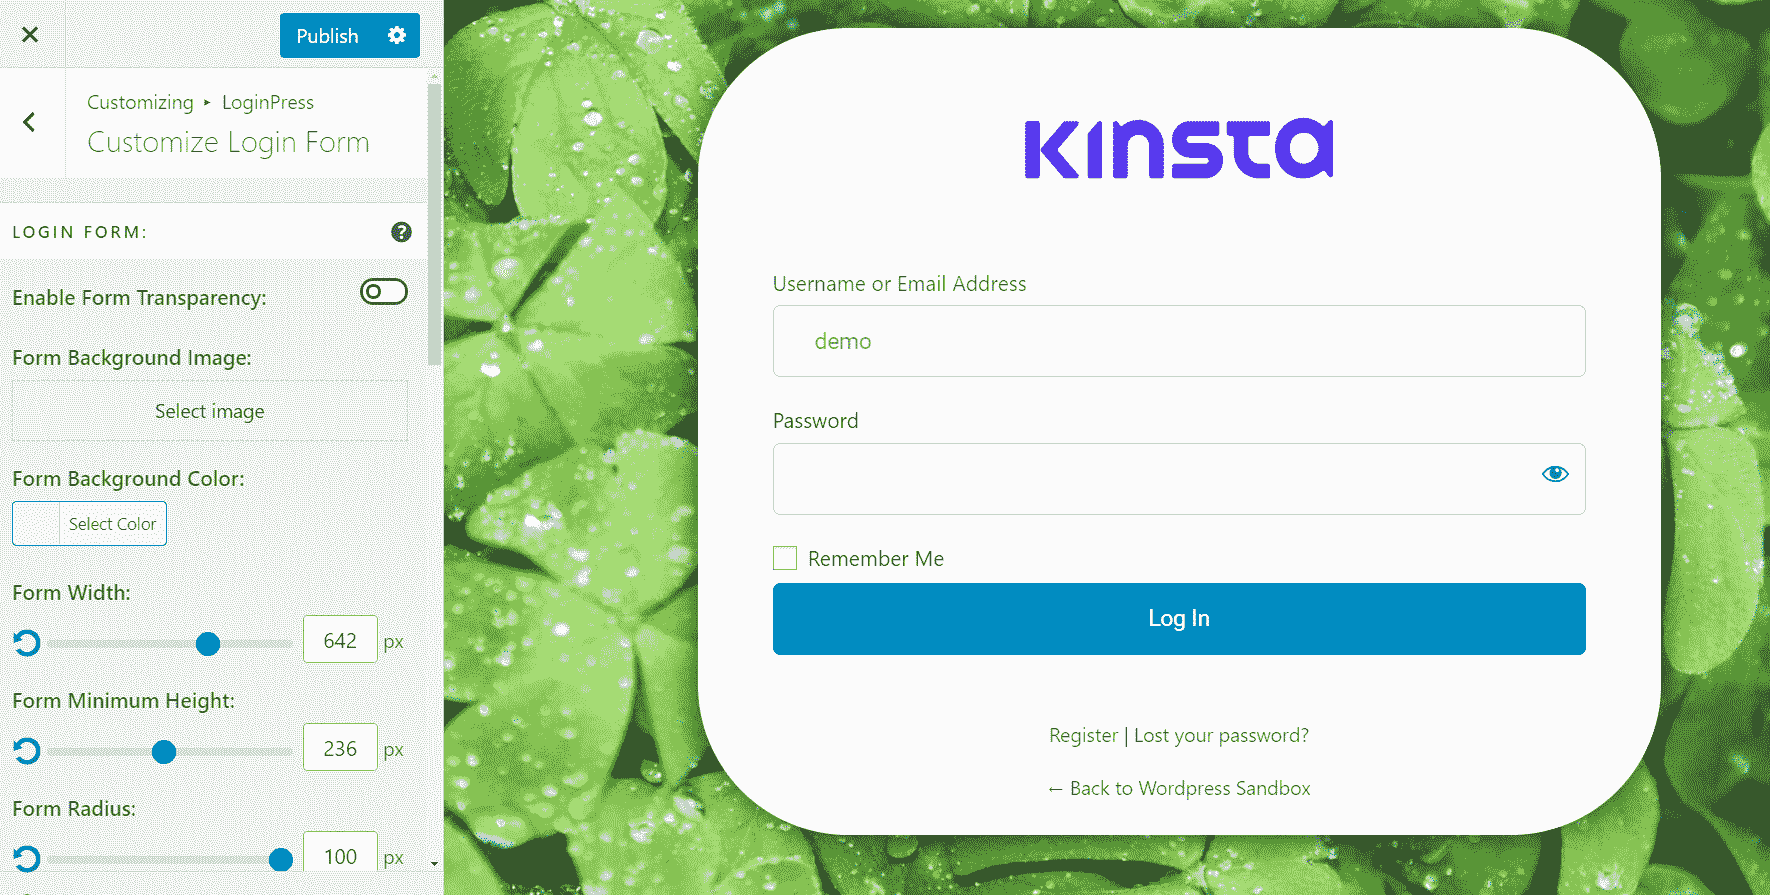 Publish
Customizing ▸ LoginPress
Customize Login Form
LOGIN FORM:
Enable Form Transparency:
Form Background Image:
Select image
Form Background Color:
Select Color
Form Width:
642 px
Form Minimum Height:
236 px
Form Radius:
100 px
KINSTA
Username or Email Address
demo
Password
Remember Me
Log In
Register | Lost your password?
← Back to Wordpress Sandbox